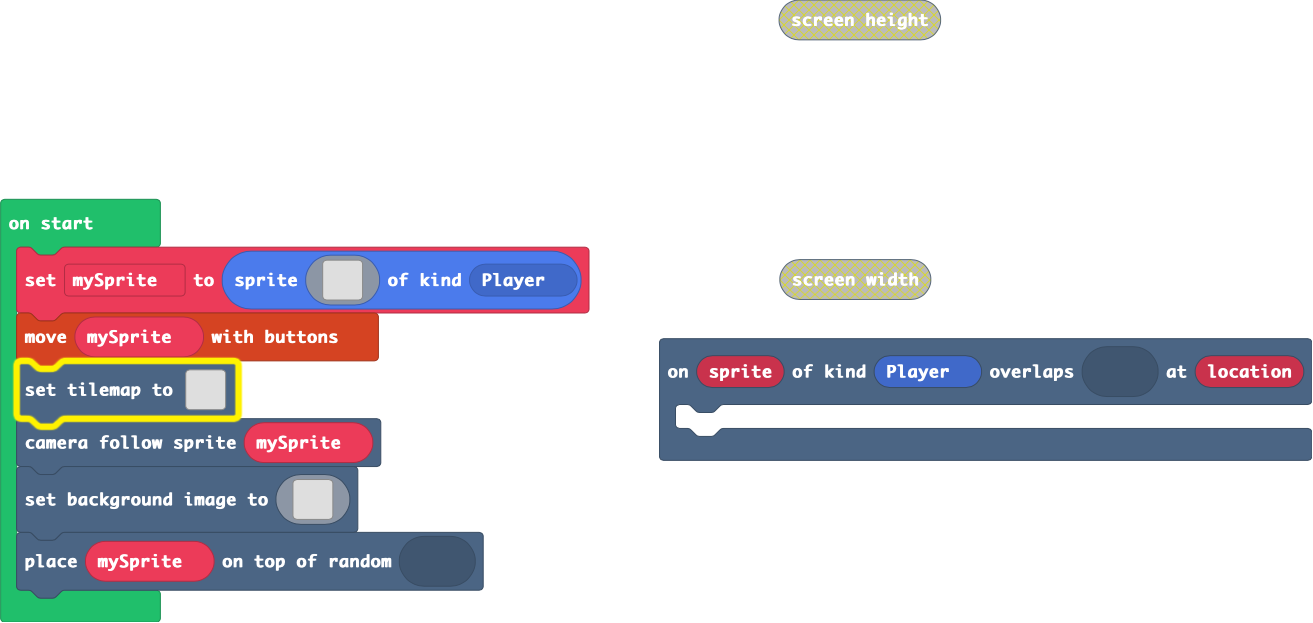 screen height
on start
set mySprite to sprite of kind Player
screen width
move mySprite with buttons
on sprite of kind Player overlaps at location
set tilemap to
camera follow sprite mySprite
set background image to
place mySprite on top of random